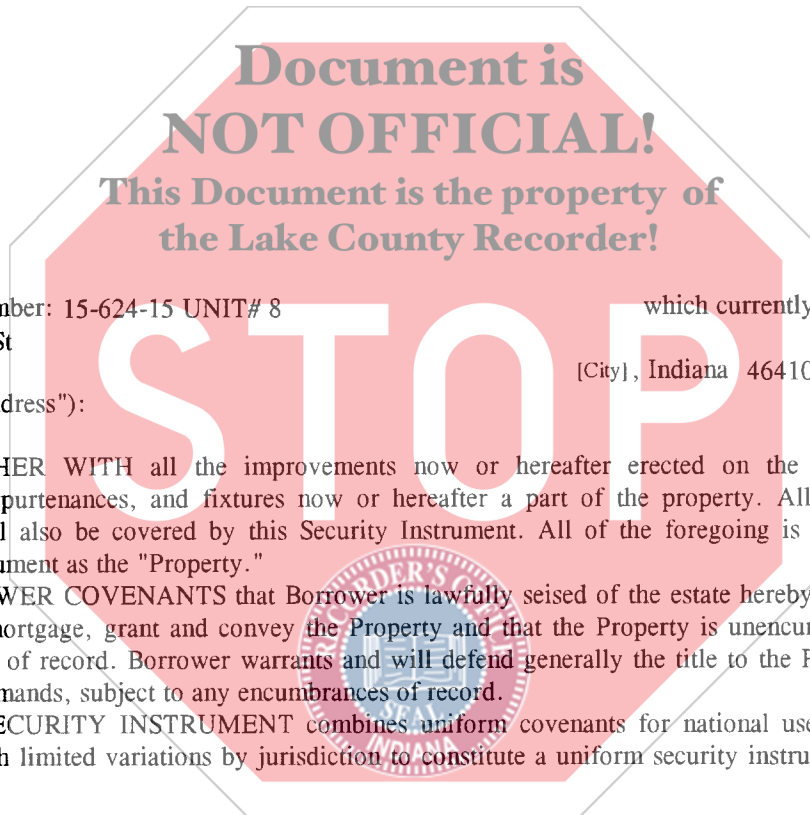 Document is
NOT OFFICIAL!
This Document is the property of
the Lake County Recorder!
mber: 15-624-15 UNIT# 8 which currently
St
[City], Indiana 46410
dress"):
STOP
HER WITH all the improvements now or hereafter erected on the
purtenances, and fixtures now or hereafter a part of the property. All
l also be covered by this Security Instrument. All of the foregoing is
ument as the "Property."
WER COVENANTS that Borrower is lawfully seised of the estate hereby
nortgage, grant and convey the Property and that the Property is unencur
of record. Borrower warrants and will defend generally the title to the P
mands, subject to any encumbrances of record.
ECURITY INSTRUMENT combines uniform covenants for national use
h limited variations by jurisdiction to constitute a uniform security instru
RECORDER'S OFFICE
SEAL
INDIANA